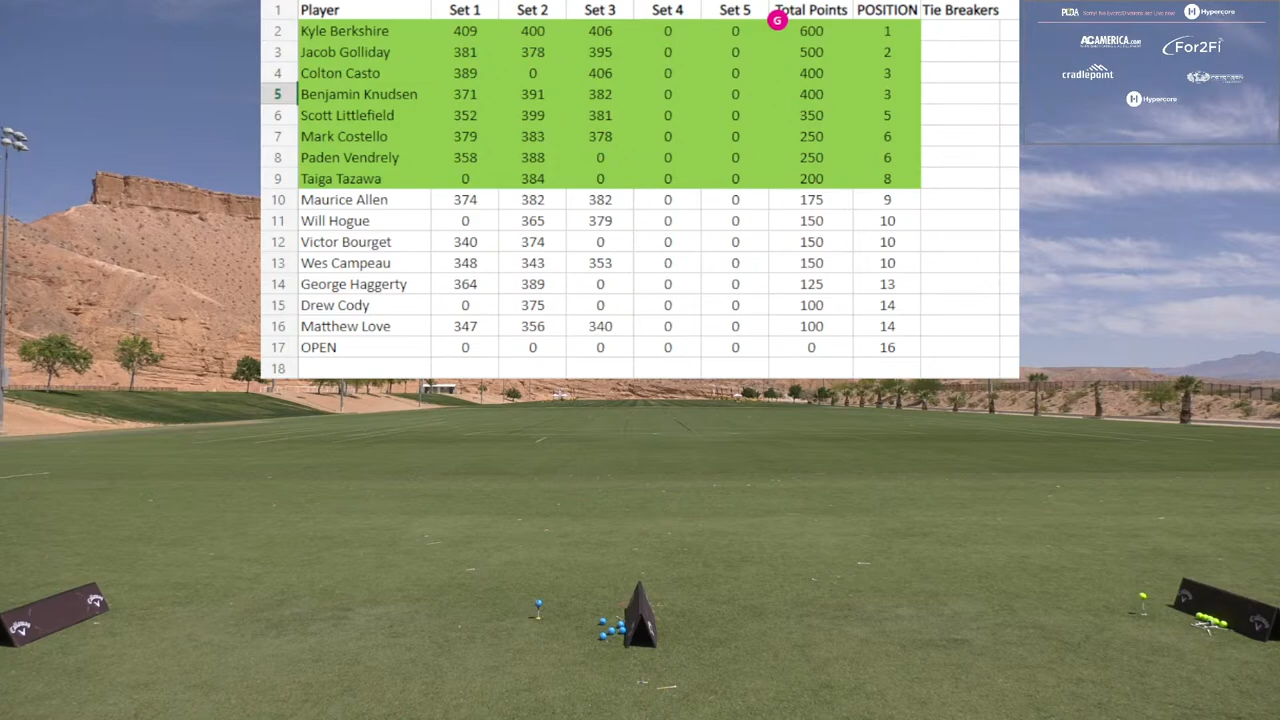 1 Player Set 1 Set 2 Set 3 Set 4 Set 5 Total Points POSITION Tie Breakers
G
2 Kyle Berkshire 409 400 406 0 0 600 1
3 Jacob Golliday 381 378 395 0 0 500 2
4 Colton Casto 389 0 406 0 0 400 3
5 Benjamin Knudsen 371 391 382 0 0 400 3
6 Scott Littlefield 352 399 381 0 0 350 5
7 Mark Costello 379 383 378 0 0 250 6
8 Paden Vendrely 358 388 0 0 0 250 6
9 Taiga Tazawa 0 384 0 0 0 200 8
10 Maurice Allen 374 382 382 0 0 175 9
11 Will Hogue 0 365 379 0 0 150 10
12 Victor Bourget 340 374 0 0 0 150 10
13 Wes Campeau 348 343 353 0 0 150 10
14 George Haggerty 364 389 0 0 0 125 13
15 Drew Cody 0 375 0 0 0 100 14
16 Matthew Love 347 356 340 0 0 100 14
17 OPEN 0 0 0 0 0 0 16
18
PLDA Hypercore
ACAMERICA.com For2Fi
cradlepoint
H Hypercore
Callaway
Callaway